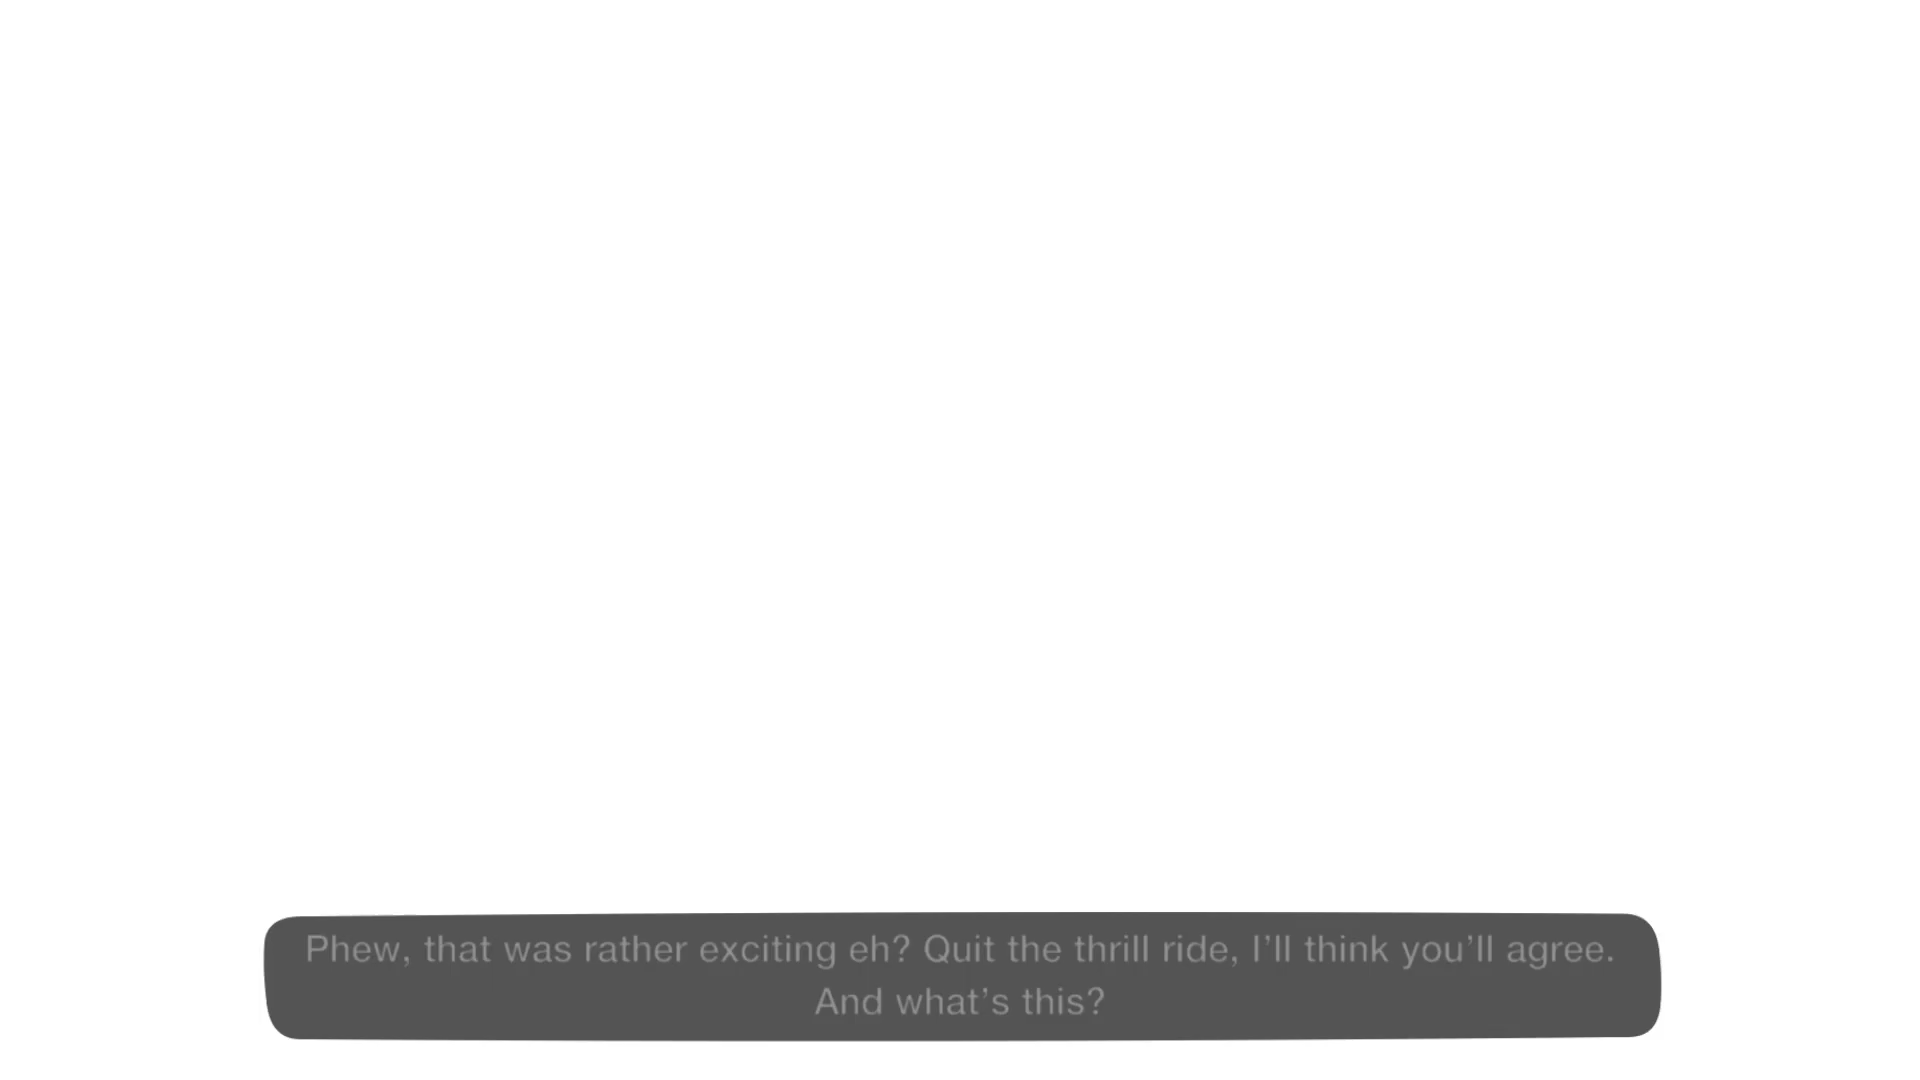 Phew, that was rather exciting eh? Quit the thrill ride, I’ll think you’ll agree.
And what’s this?